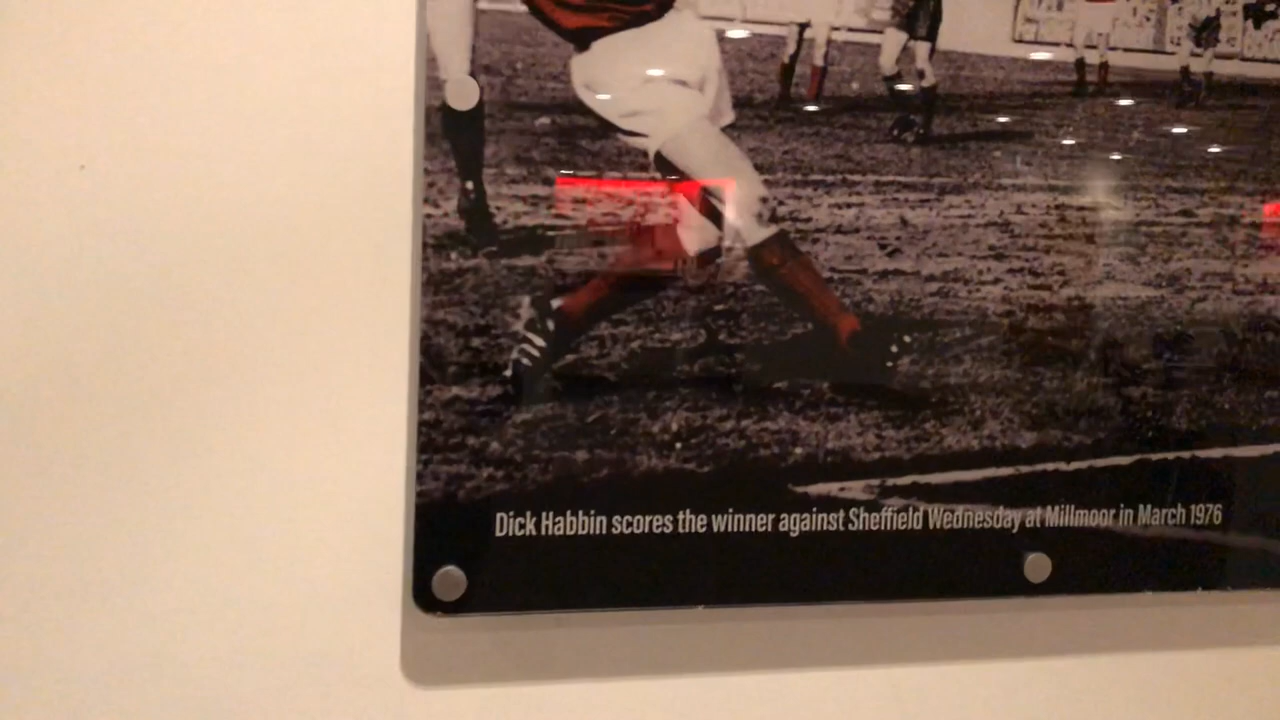 Dick Habbin scores the winner against Sheffield Wednesday at Millmoor in March 1976